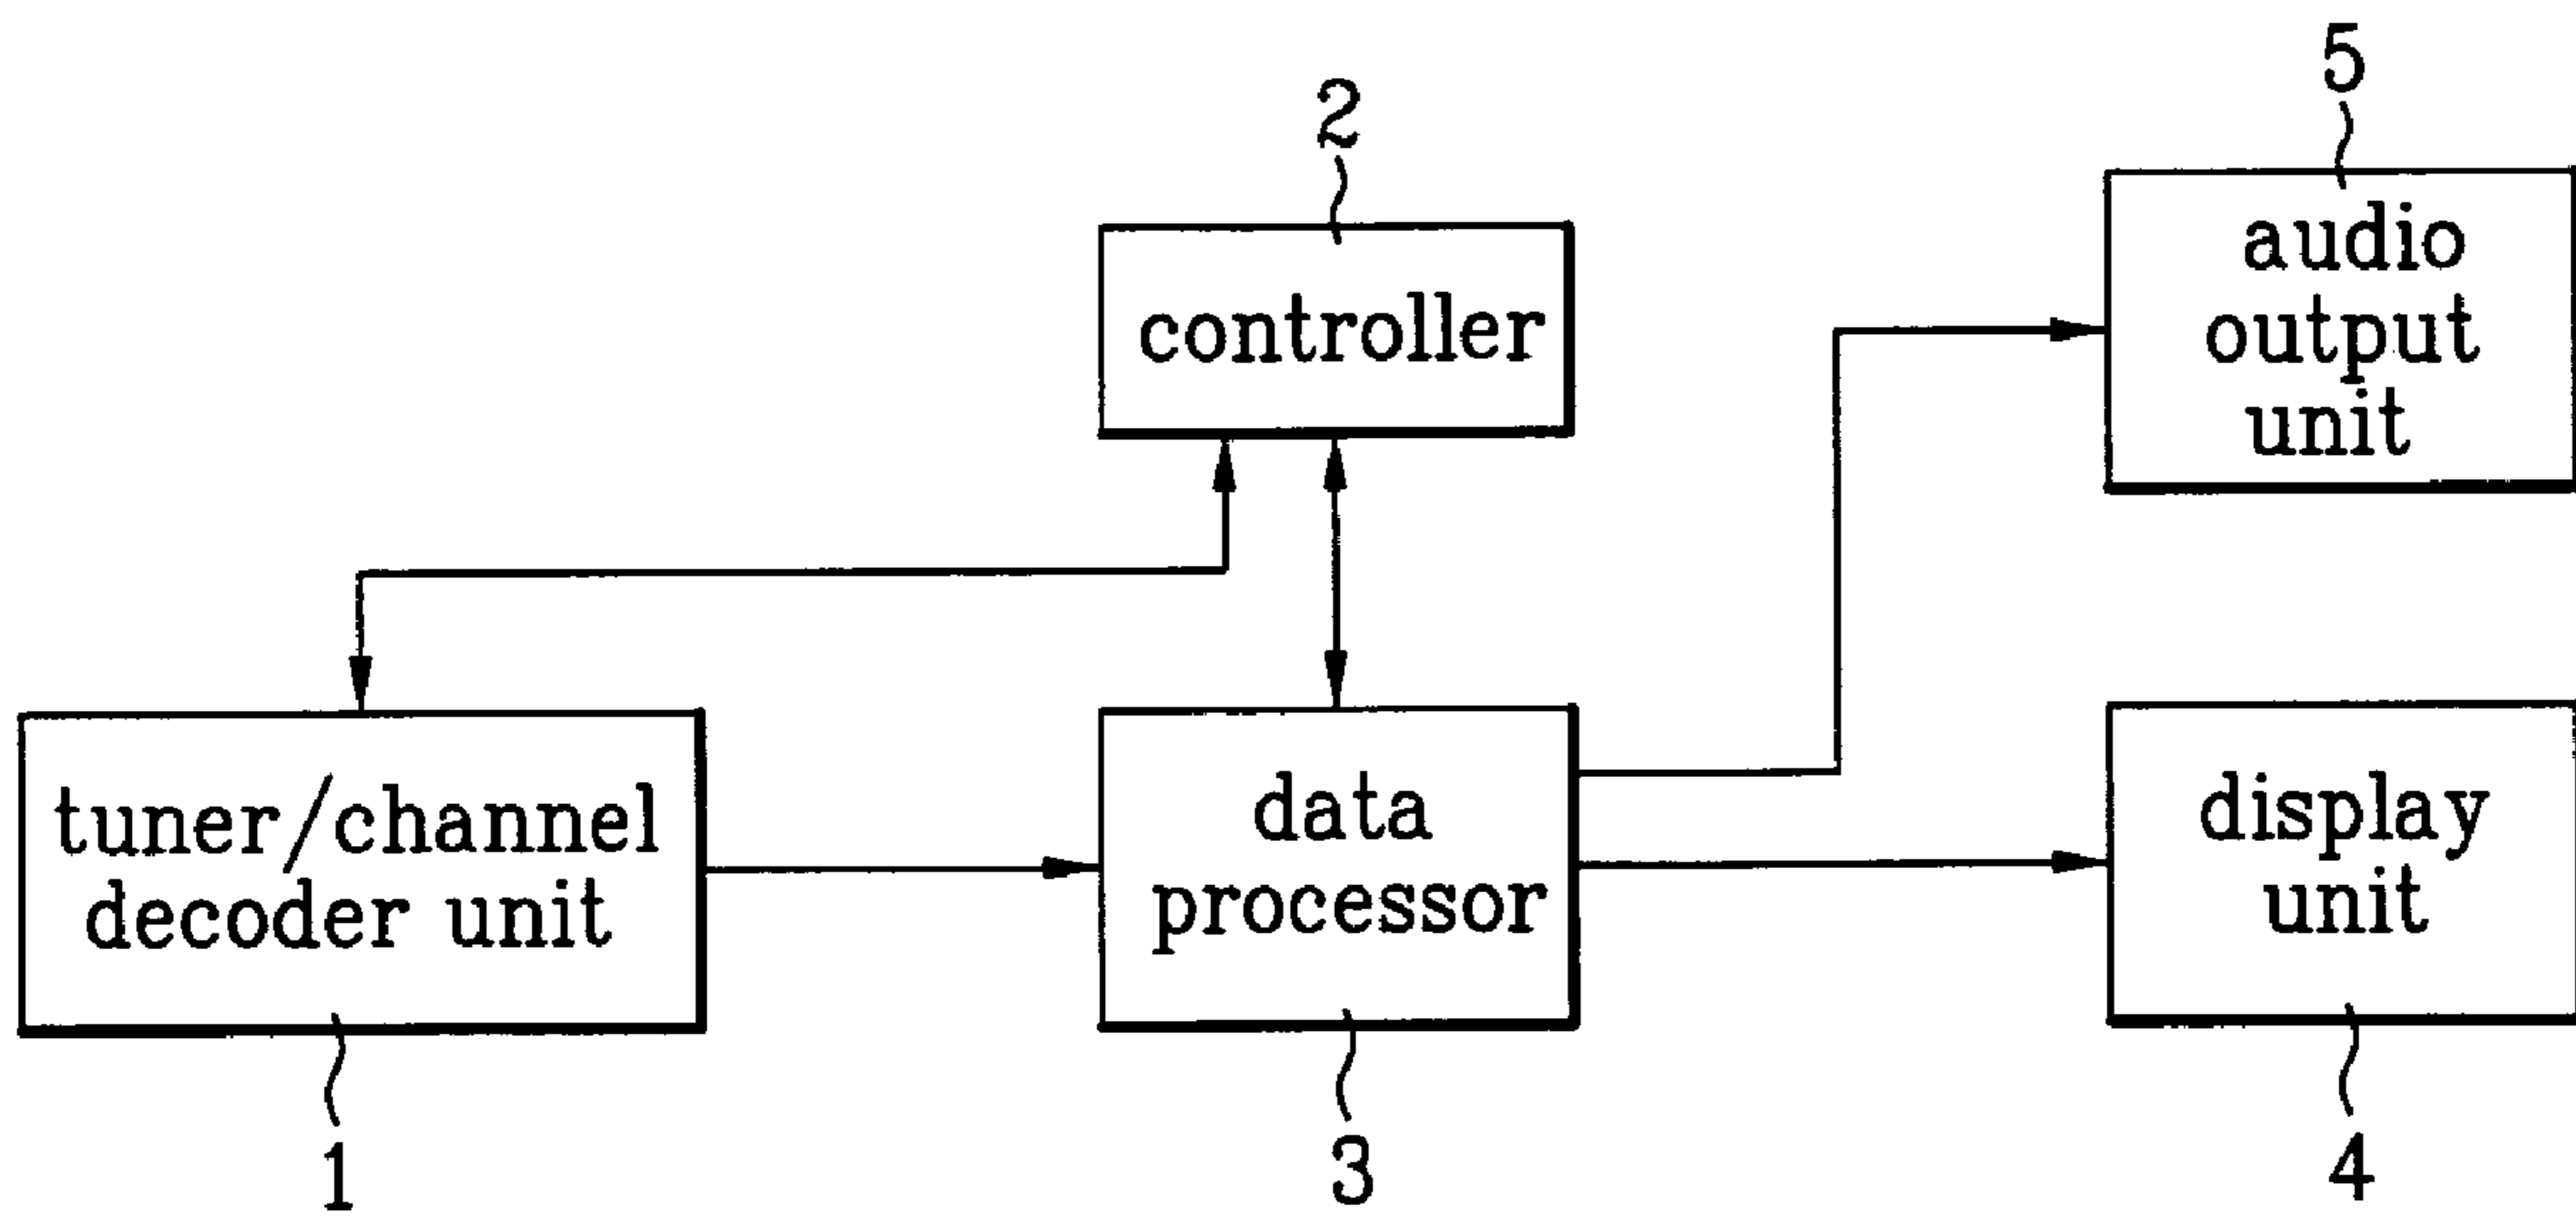 5
audio
output
unit
2
controller
tuner/channel
decoder unit
1
data
processor
3
display
unit
4